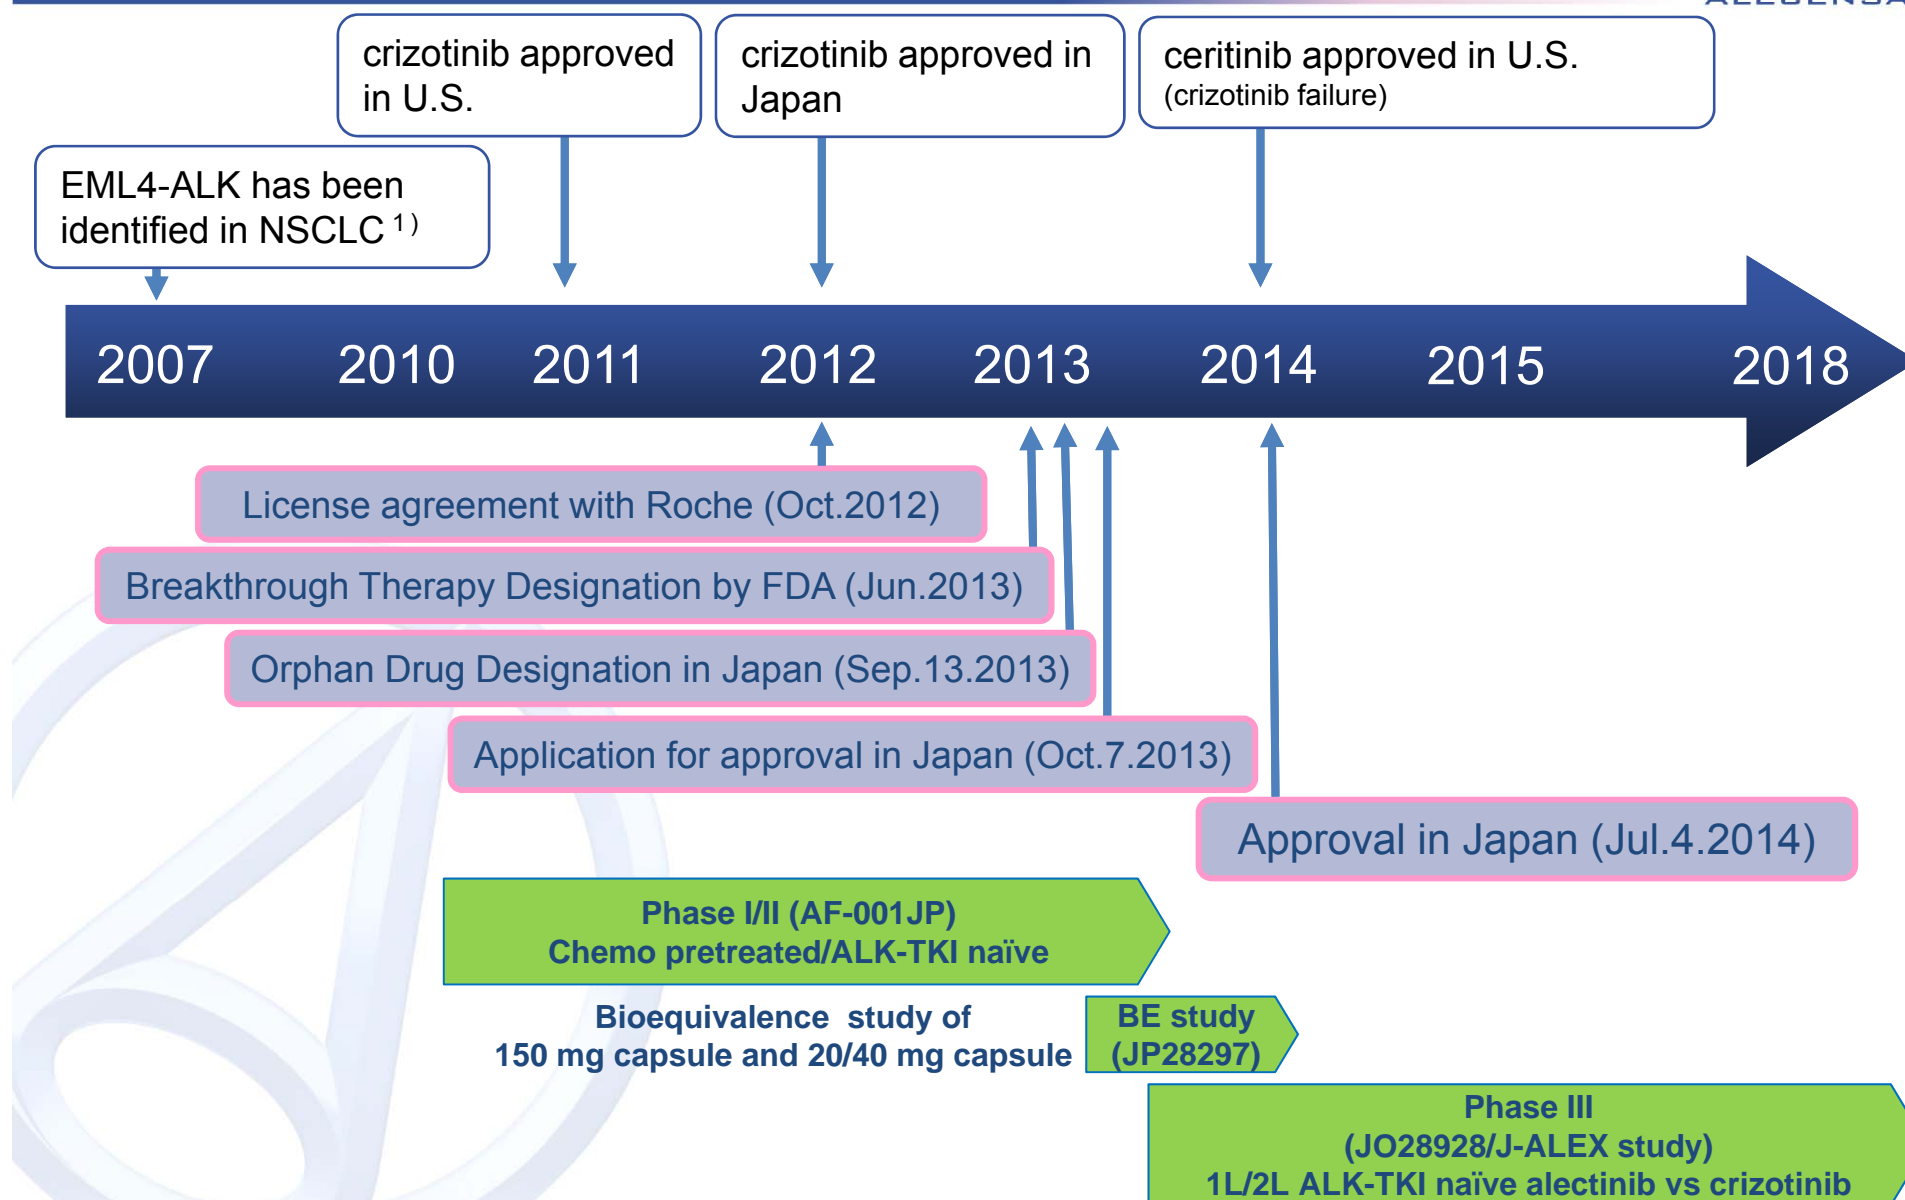 crizotinib approved
in U.S.
crizotinib approved in
Japan
ceritinib approved in U.S.
(crizotinib failure)
EML4-ALK has been
identified in NSCLC 1)
2007 2010 2011 2012 2013 2014 2015 2018
License agreement with Roche (Oct.2012)
Breakthrough Therapy Designation by FDA (Jun.2013)
Orphan Drug Designation in Japan (Sep.13.2013)
Application for approval in Japan (Oct.7.2013)
Approval in Japan (Jul.4.2014)
Phase I/II (AF-001JP)
Chemo pretreated/ALK-TKI naïve
Bioequivalence study of
150 mg capsule and 20/40 mg capsule
BE study
(JP28297)
Phase III
(JO28928/J-ALEX study)
1L/2L ALK-TKI naïve alectinib vs crizotinib